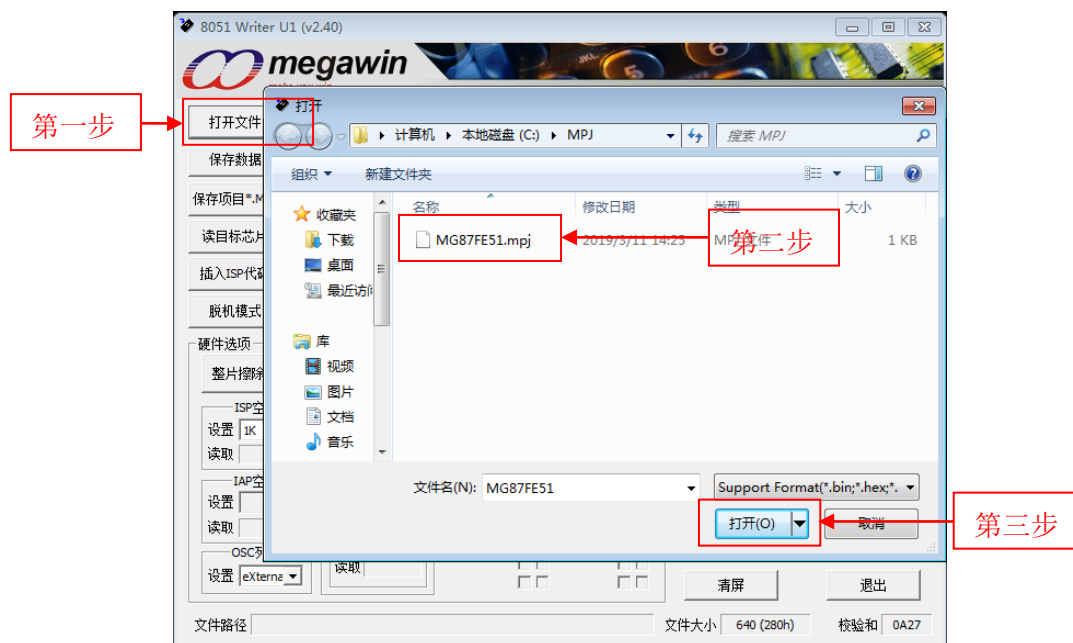 8051 Writer U1 (v2.40)
megawin
打开
第一步
打开文件
计算机 本地磁盘 (C:) MPJ
搜索 MPJ
保存数据
组织 新建文件夹
保存项目*.M
收藏夹
名称 修改日期 类型 大小
读目标芯片
下载
MG87FE51.mpj 2019/3/11 14:25 MPJ 文件 1 KB
第二步
桌面
插入ISP代码
最近访问
脱机模式
硬件选项
库
整片擦除
视频
图片
ISP空
设置 1K
文档
读取
音乐
IAP空
文件名(N): MG87FE51 Support Format(*.bin;*.hex;*.
设置
读取
打开(O) 取消
第三步
OSC
设置 eXterna
读取
清屏 退出
文件路径 文件大小 640 (280h) 校验和 0A27